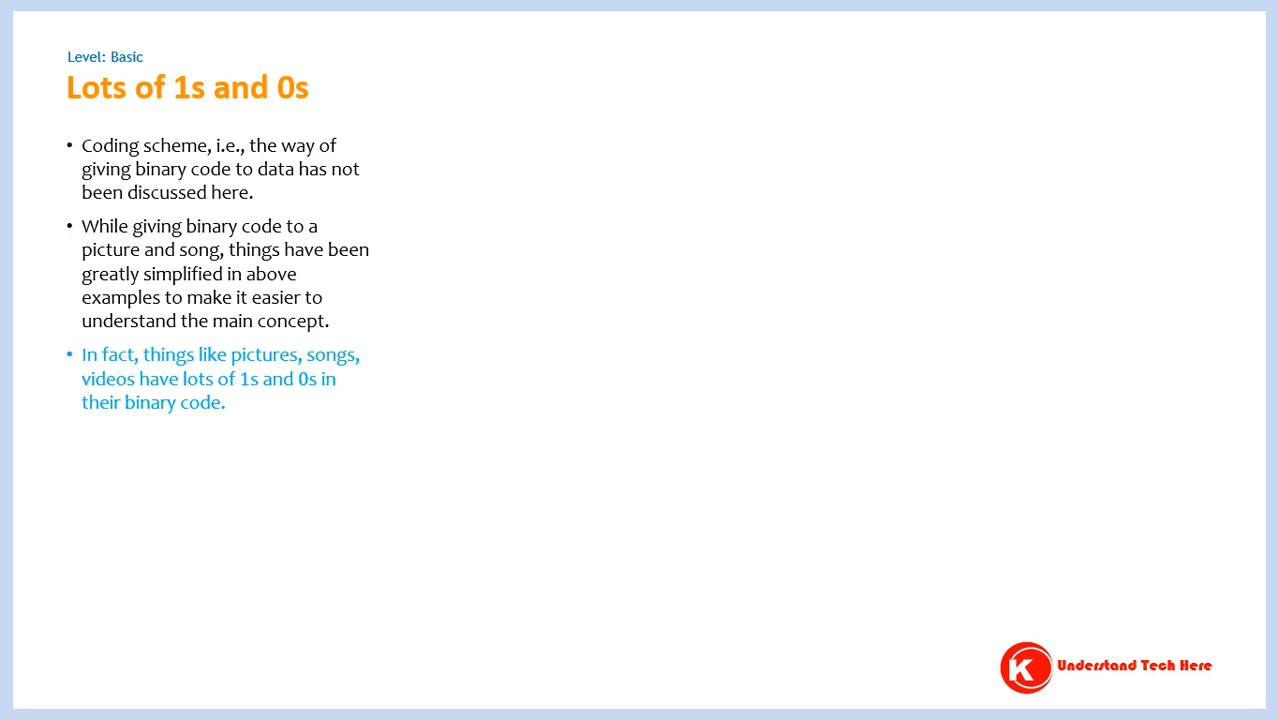 Level: Basic
Lots of 1s and 0s
• Coding scheme, i.e., the way of
giving binary code to data has not
been discussed here.
• While giving binary code to a
picture and song, things have been
greatly simplified in above
examples to make it easier to
understand the main concept.
• In fact, things like pictures, songs,
videos have lots of 1s and 0s in
their binary code.
K Understand Tech Here